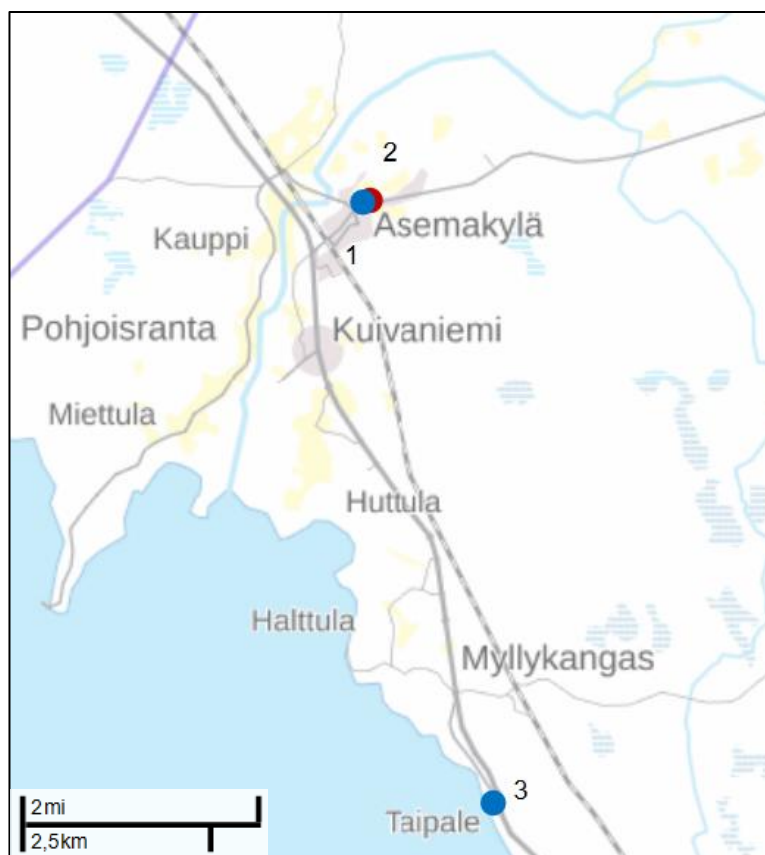 2
Asemakylä
Kauppi
1
Pohjoisranta
Kuivaniemi
Miettula
Huttula
Halttula
Myllykangas
3
Taipale
2mi
2,5km